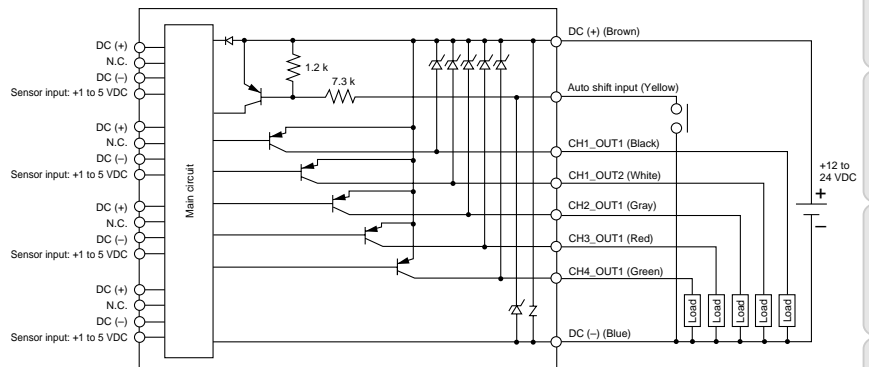 DC (+)
N.C.
DC (–)
Sensor input: +1 to 5 VDC
DC (+)
N.C.
DC (–)
Sensor input: +1 to 5 VDC
DC (+)
N.C.
DC (–)
Sensor input: +1 to 5 VDC
DC (+)
N.C.
DC (–)
Sensor input: +1 to 5 VDC
Main circuit
1.2 k
7.3 k
DC (+) (Brown)
Auto shift input (Yellow)
CH1_OUT1 (Black)
CH1_OUT2 (White)
CH2_OUT1 (Gray)
CH3_OUT1 (Red)
CH4_OUT1 (Green)
DC (–) (Blue)
Load
Load
Load
Load
Load
+12 to
24 VDC
+
–